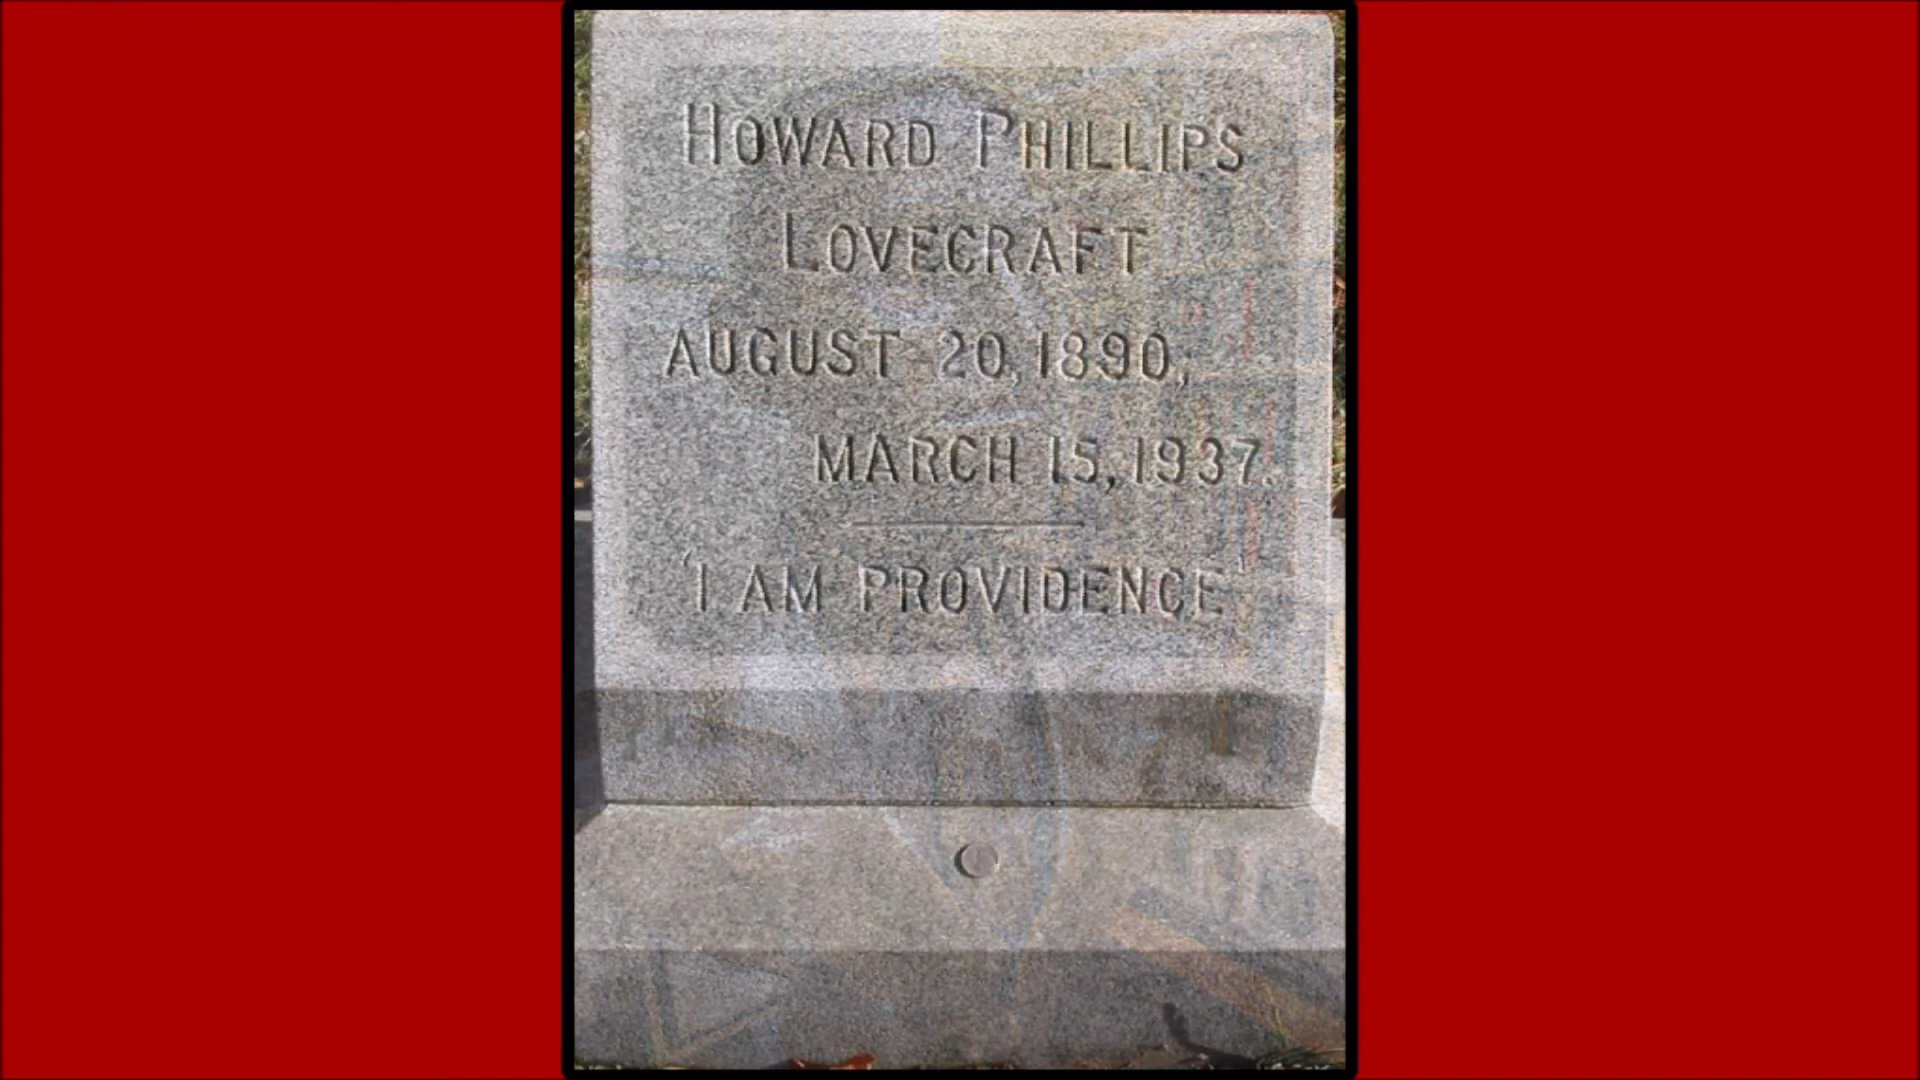 HOWARD PHILLIPS
LOVECRAFT
AUGUST 20, 1890,
MARCH 15, 1937.
'I AM PROVIDENCE'